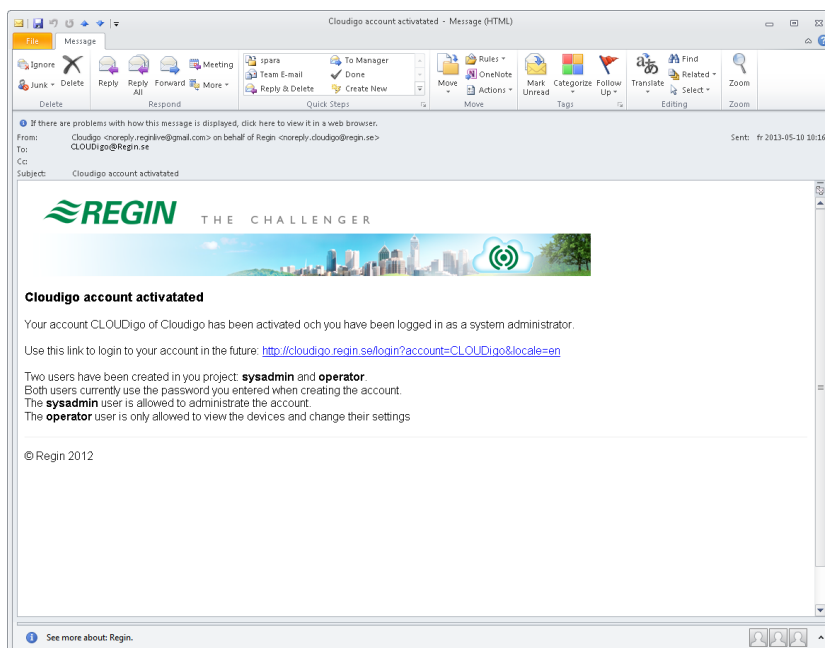 Cloudigo account activatated - Message (HTML)
File Message
Ignore
Junk
Delete
Reply
Reply All
Forward
Meeting
More
Delete
Respond
spara
Team E-mail
Reply & Delete
To Manager
Done
Create New
Quick Steps
Move
Rules
OneNote
Actions
Move
Mark Unread
Categorize
Follow Up
Tags
Translate
Find
Related
Select
Editing
Zoom
Zoom
If there are problems with how this message is displayed, click here to view it in a web browser.
From: Cloudigo <noreply.reginlive@gmail.com> on behalf of Regin <noreply.cloudigo@regin.se> Sent: fr 2013-05-10 10:16
To: CLOUDigo@Regin.se
Cc:
Subject: Cloudigo account activatated
REGIN THE CHALLENGER
Cloudigo account activatated
Your account CLOUDigo of Cloudigo has been activated och you have been logged in as a system administrator.
Use this link to login to your account in the future: http://cloudigo.regin.se/login?account=CLOUDigo&locale=en
Two users have been created in you project: sysadmin and operator.
Both users currently use the password you entered when creating the account.
The sysadmin user is allowed to administrate the account.
The operator user is only allowed to view the devices and change their settings
© Regin 2012
See more about: Regin.